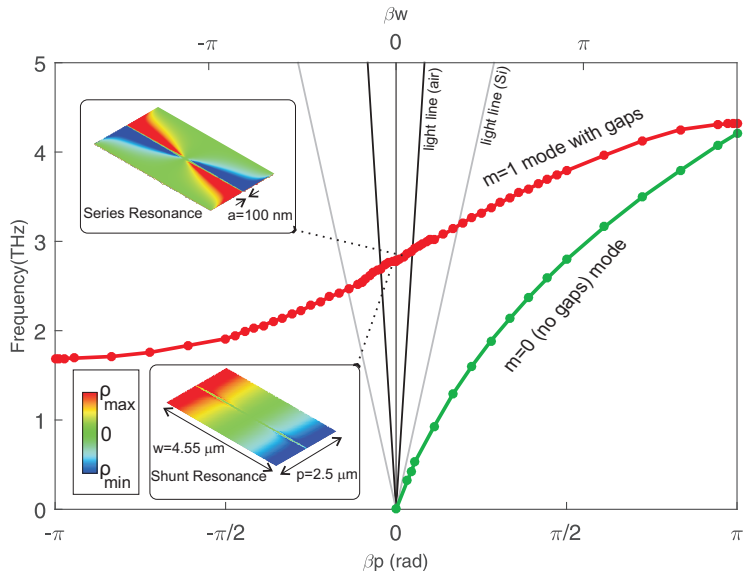 βw
-π
0
π
5
4
3
2
1
0
Frequency(THz)
Series Resonance
a=100 nm
light line (air)
light line (Si)
m=1 mode with gaps
m=0 (no gaps) mode
ρmax
0
ρmin
w=4.55 μm
p=2.5 μm
Shunt Resonance
-π
-π/2
0
π/2
π
βp (rad)